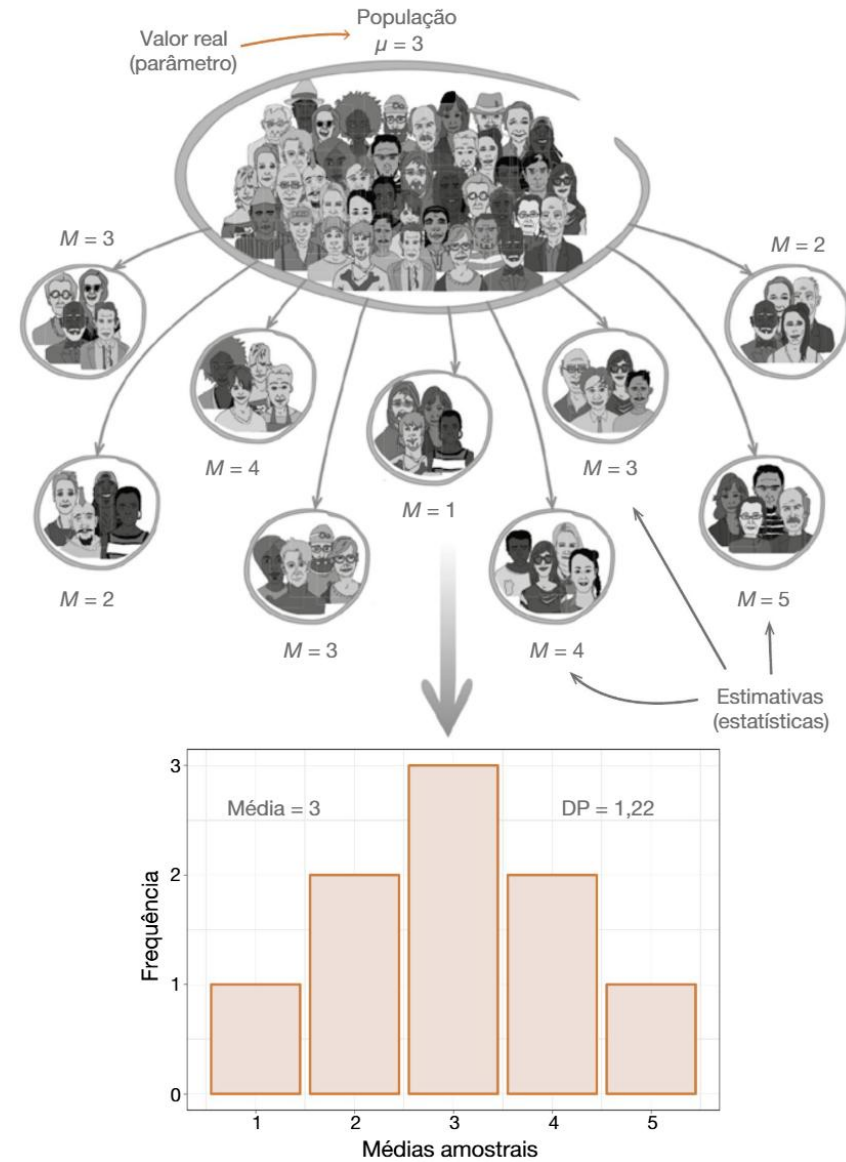 População
μ = 3
Valor real
(parâmetro)
M = 3
M = 2
M = 4
M = 3
M = 1
M = 2
M = 5
M = 3
M = 4
Estimativas
(estatísticas)
3
Média = 3
DP = 1,22
2
Frequência
1
0
1 2 3 4 5
Médias amostrais